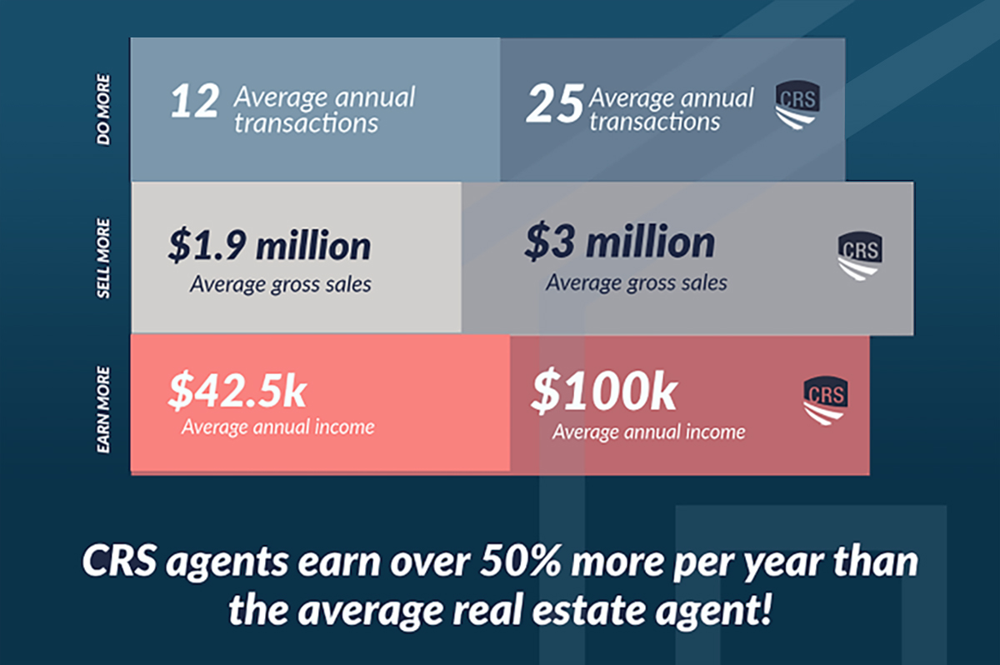 DO MORE
12 Average annual
transactions
25 Average annual
transactions
CRS
SELL MORE
$1.9 million
Average gross sales
$3 million
Average gross sales
CRS
EARN MORE
$42.5k
Average annual income
$100k
Average annual income
CRS
CRS agents earn over 50% more per year than
the average real estate agent!